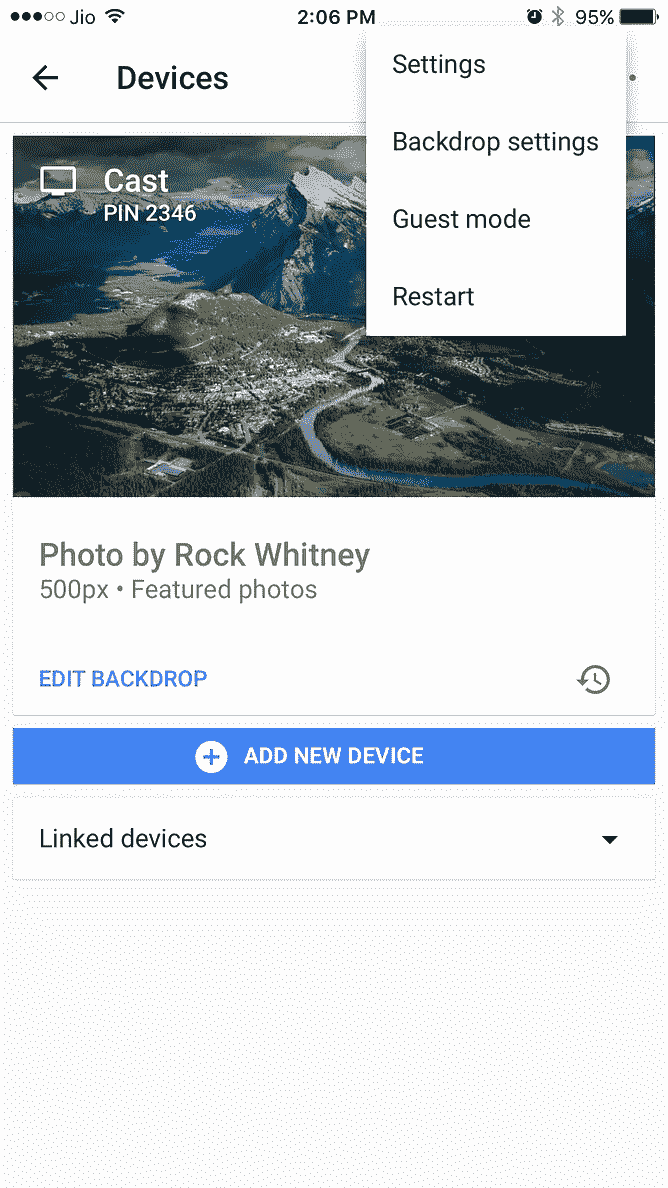 Jio 2:06 PM 95%
Devices
Settings
Backdrop settings
Guest mode
Restart
Cast
PIN 2346
Photo by Rock Whitney
500px • Featured photos
EDIT BACKDROP
ADD NEW DEVICE
Linked devices